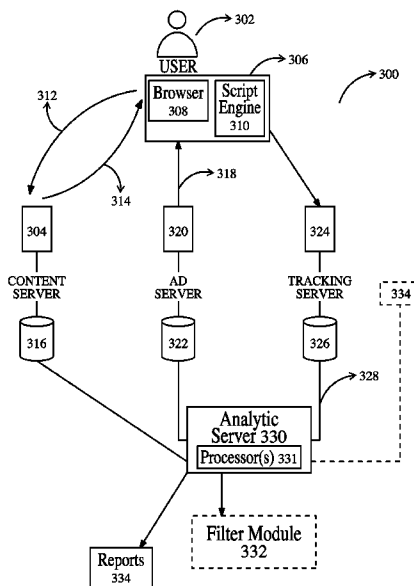 302
USER
306
300
312
Browser
308
Script
Engine
310
318
314
304
320
324
CONTENT
SERVER
AD
SERVER
TRACKING
SERVER
334
316
322
326
328
Analytic
Server 330
Processor(s) 331
Filter Module
332
Reports
334